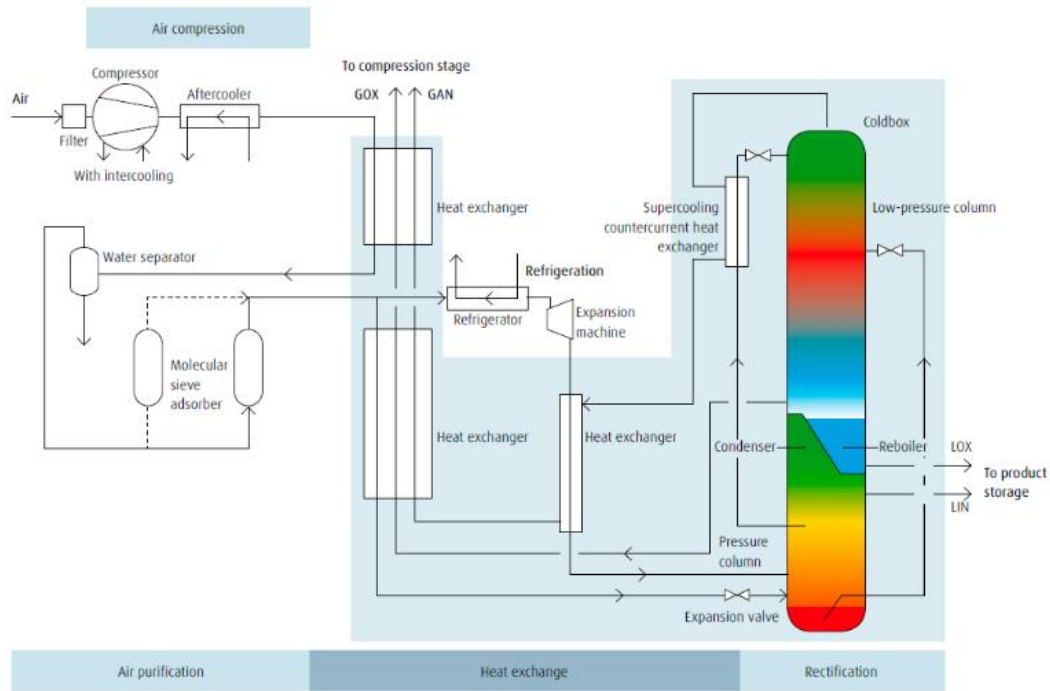 Air compression
Compressor
Air
Aftercooler
Filter
With intercooling
To compression stage
GOX
GAN
Coldbox
Heat exchanger
Supercooling
countercurrent heat
exchanger
Low-pressure column
Water separator
Refrigeration
Refrigerator
Expansion
machine
Molecular
sieve
adsorber
Heat exchanger
Heat exchanger
Condenser
Reboiler
LOX
To product
storage
LIN
Pressure
column
Expansion valve
Air purification
Heat exchange
Rectification